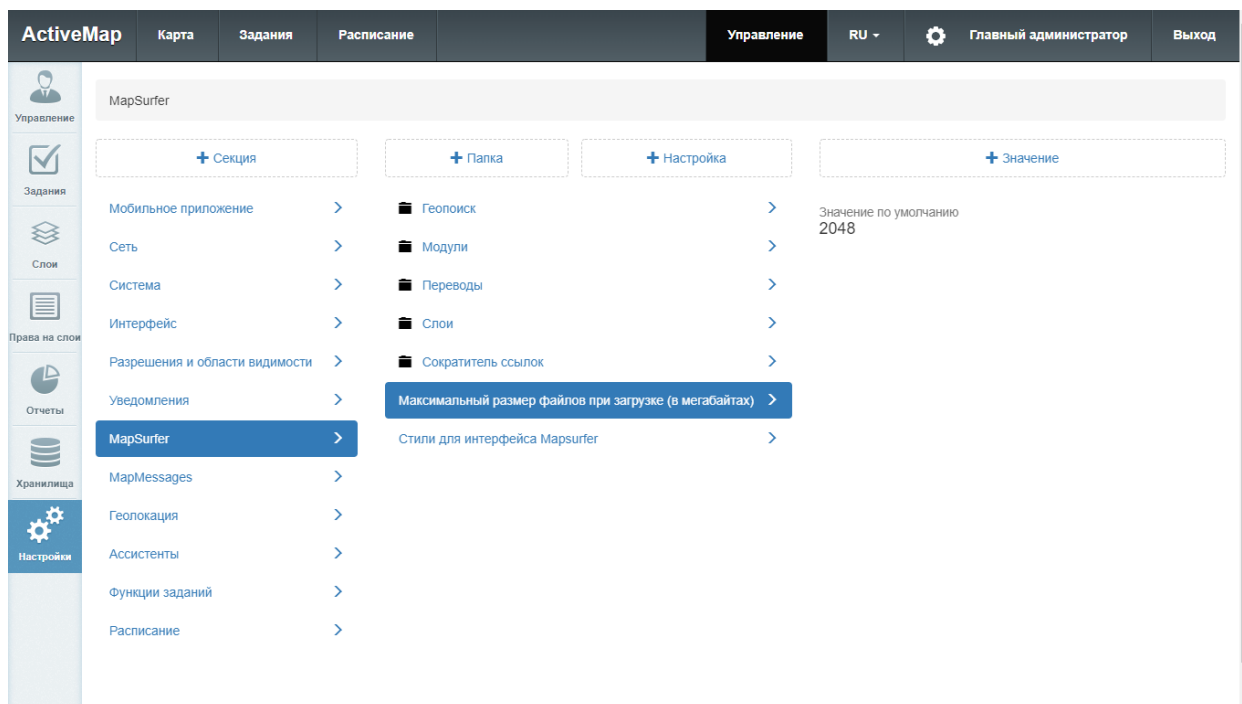 ActiveMap Карта Задания Расписание Управление RU Главный администратор Выход
Управление
Задания
Слои
Права на слои
Отчеты
Хранилища
Настройки
MapSurfer
+ Секция
Мобильное приложение
Сеть
Система
Интерфейс
Разрешения и области видимости
Уведомления
MapSurfer
MapMessages
Геолокация
Ассистенты
Функции заданий
Расписание
+ Папка + Настройка
Геопоиск
Модули
Переводы
Слои
Сократитель ссылок
Максимальный размер файлов при загрузке (в мегабайтах)
Стили для интерфейса Mapsurfer
+ Значение
Значение по умолчанию
2048